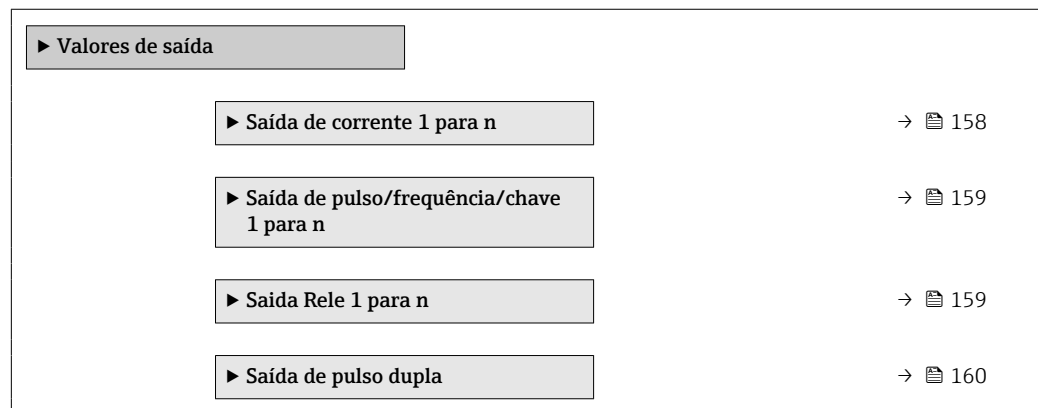 ▶ Valores de saída
▶ Saída de corrente 1 para n → 158
▶ Saída de pulso/frequência/chave → 159
1 para n
▶ Saida Rele 1 para n → 159
▶ Saída de pulso dupla → 160